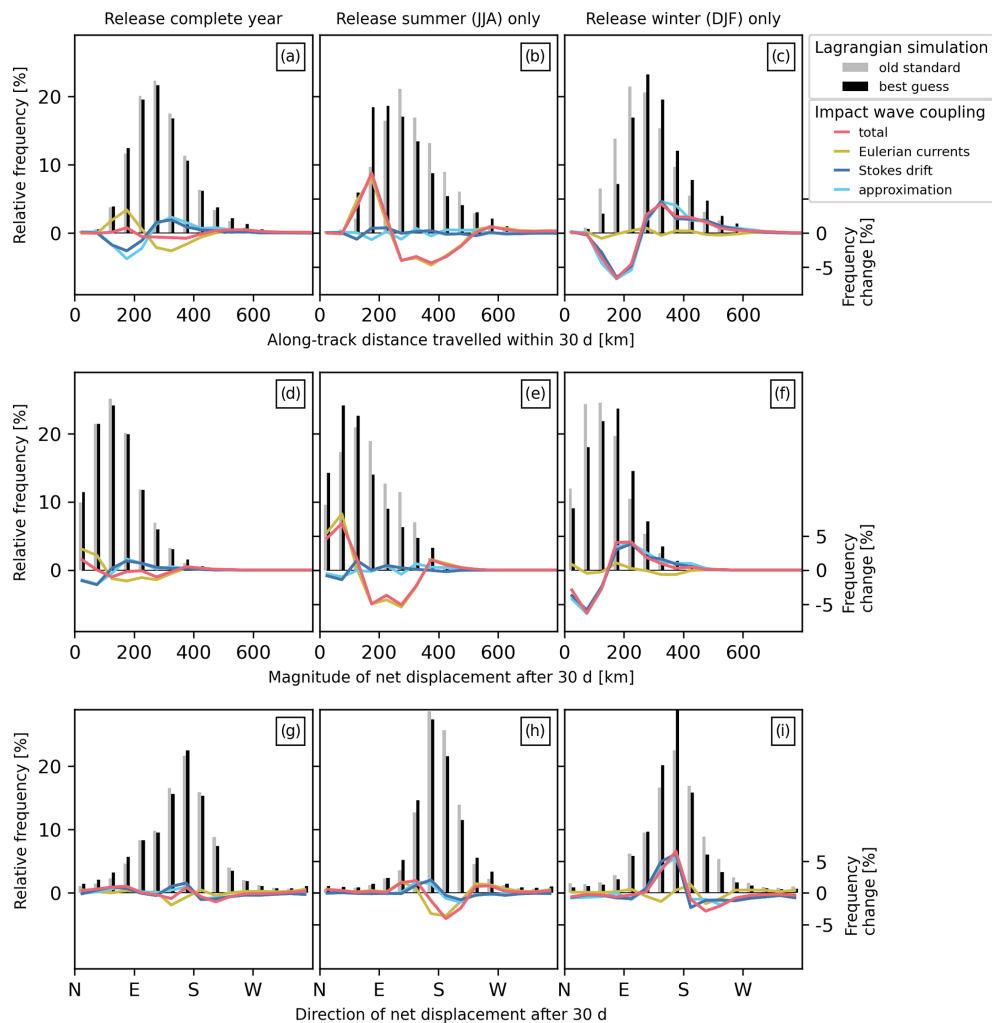 Release complete year
Release summer (JJA) only
Release winter (DJF) only
Lagrangian simulation
old standard
best guess
Impact wave coupling
total
Eulerian currents
Stokes drift
approximation
Relative frequency [%]
20
10
0
(a)
(b)
(c)
0
-5
Frequency
change [%]
0 200 400 600 0 200 400 600 0 200 400 600
Along-track distance travelled within 30 d [km]
Relative frequency [%]
20
10
0
(d)
(e)
(f)
5
0
-5
Frequency
change [%]
0 200 400 600 0 200 400 600 0 200 400 600
Magnitude of net displacement after 30 d [km]
Relative frequency [%]
20
10
0
(g)
(h)
(i)
5
0
-5
Frequency
change [%]
N E S W N E S W N E S W
Direction of net displacement after 30 d